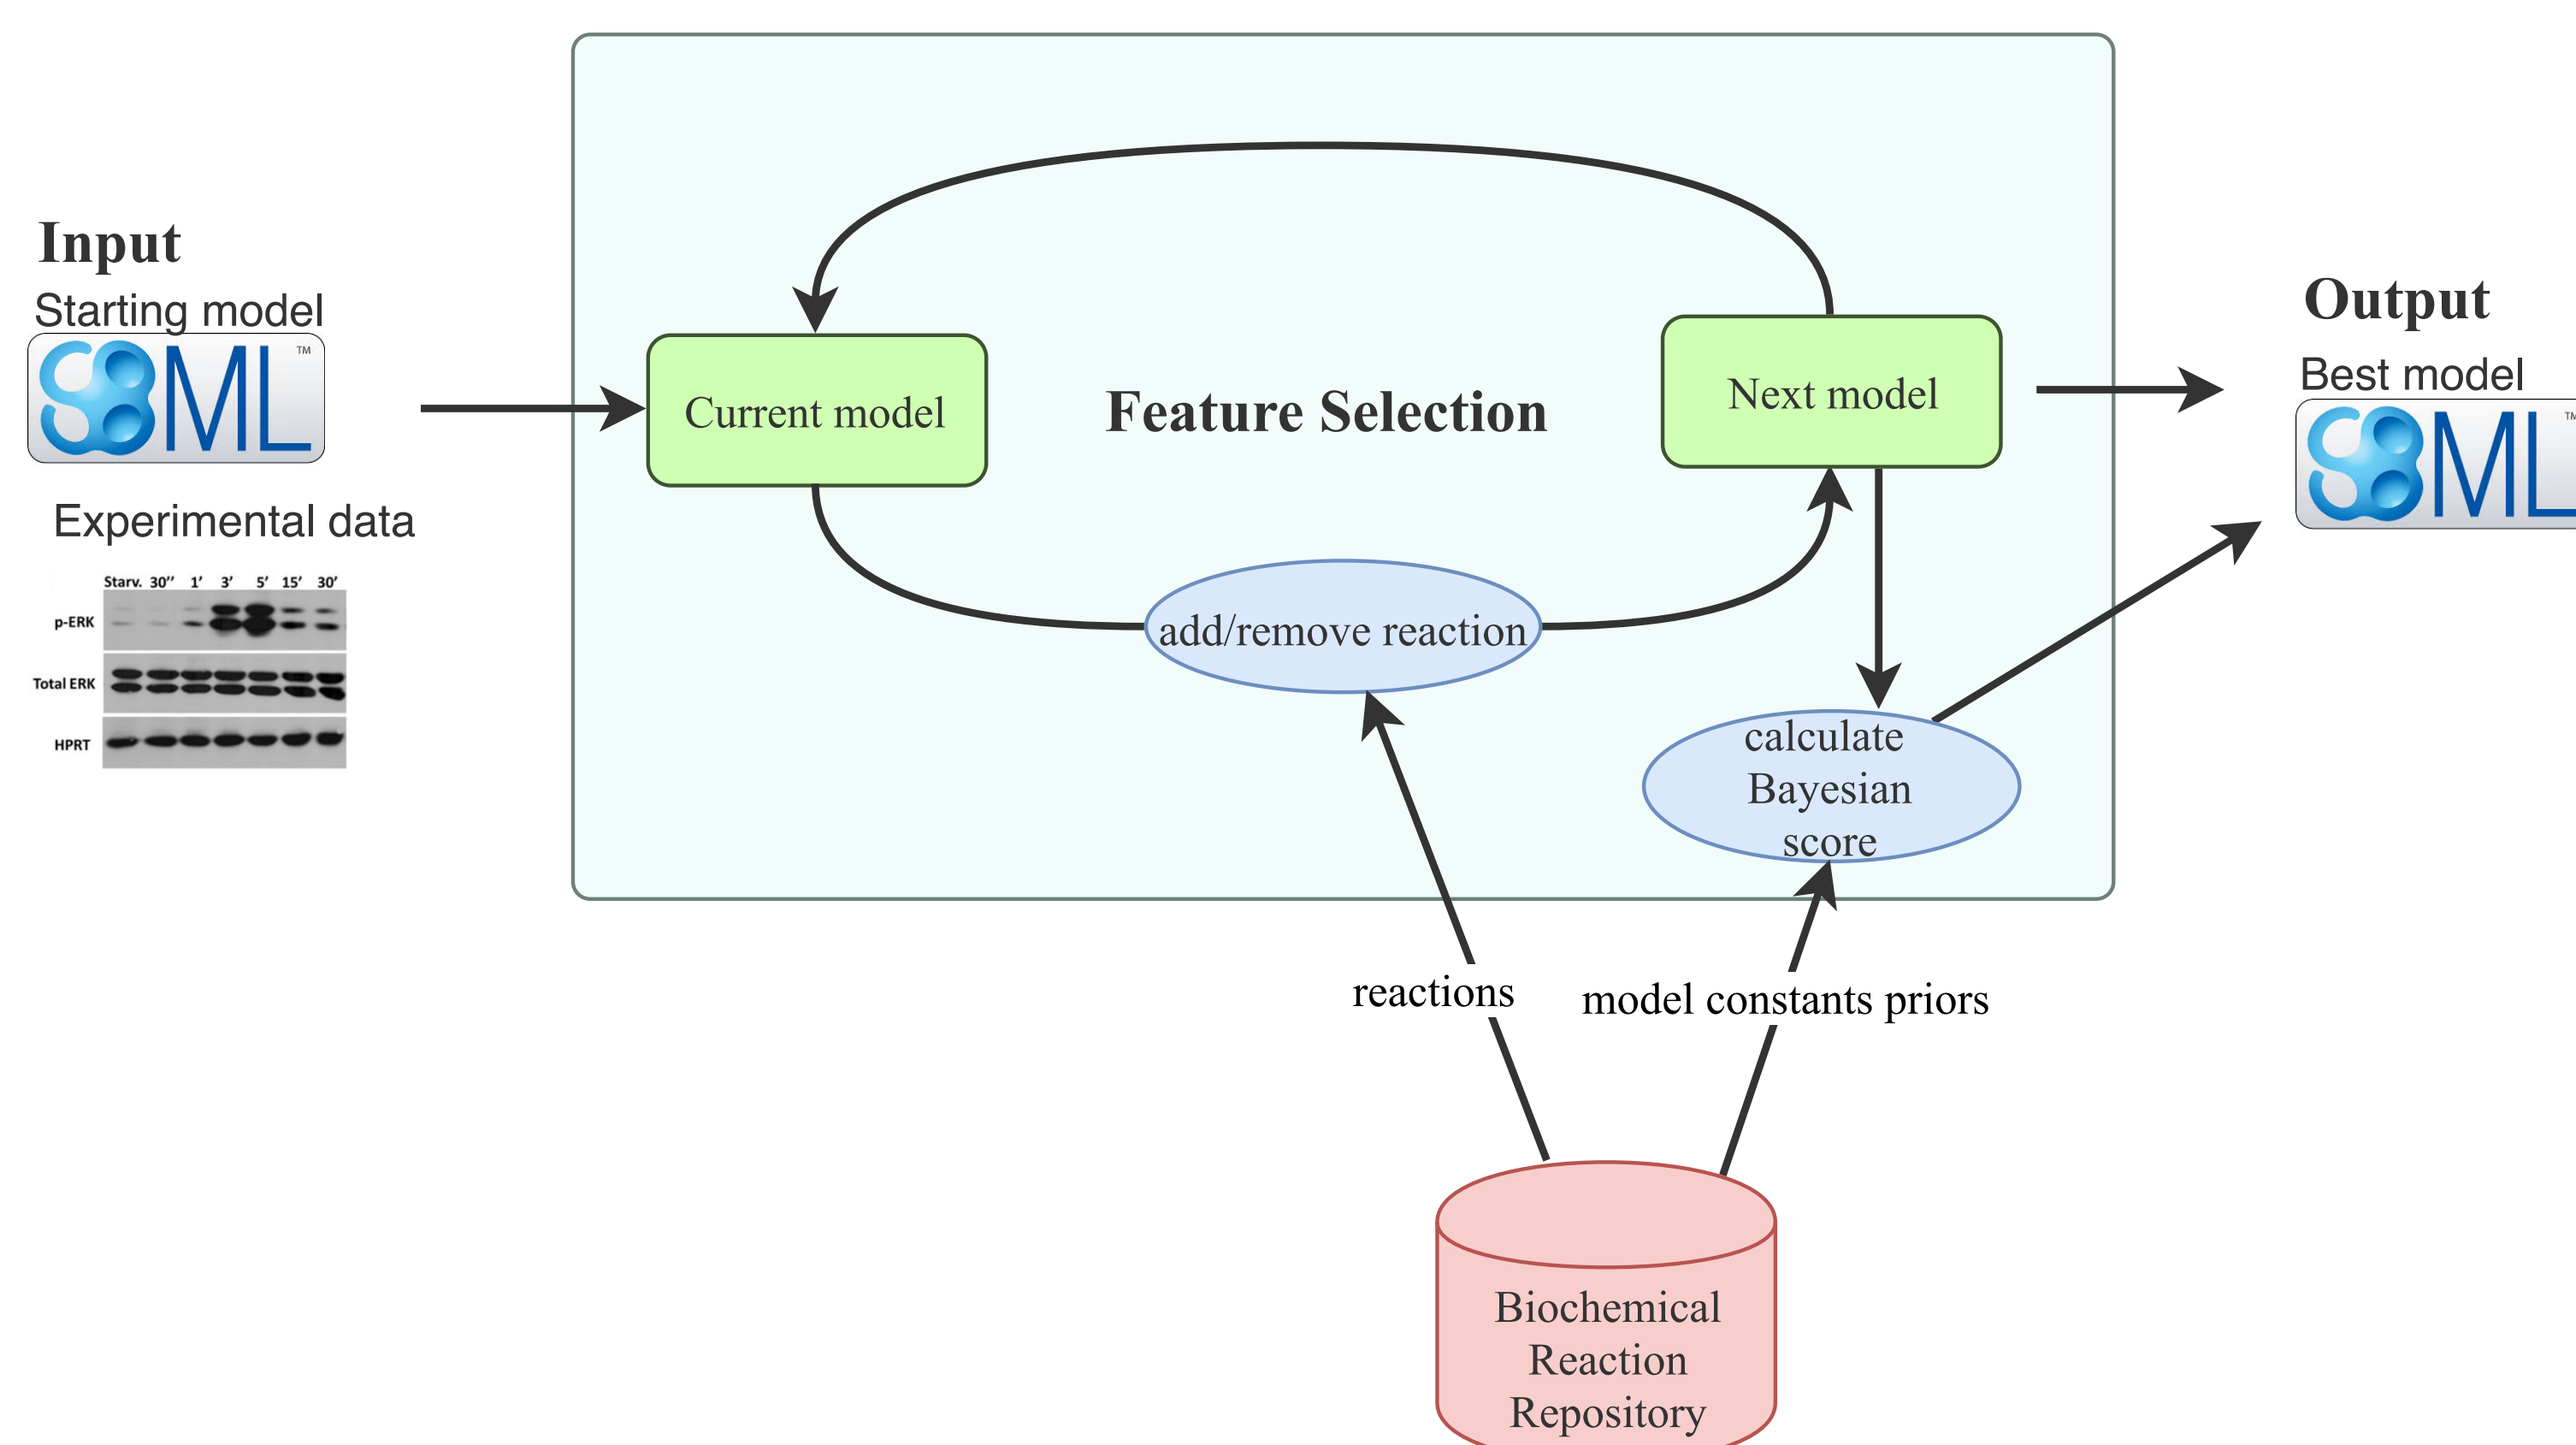 Input
Starting model
SBML™
Experimental data
Starv. 30’’ 1’ 3’ 5’ 15’ 30’
p-ERK
Total ERK
HPRT
Current model
Feature Selection
Next model
add/remove reaction
calculate
Bayesian
score
reactions
model constants priors
Biochemical
Reaction
Repository
Output
Best model
SBML